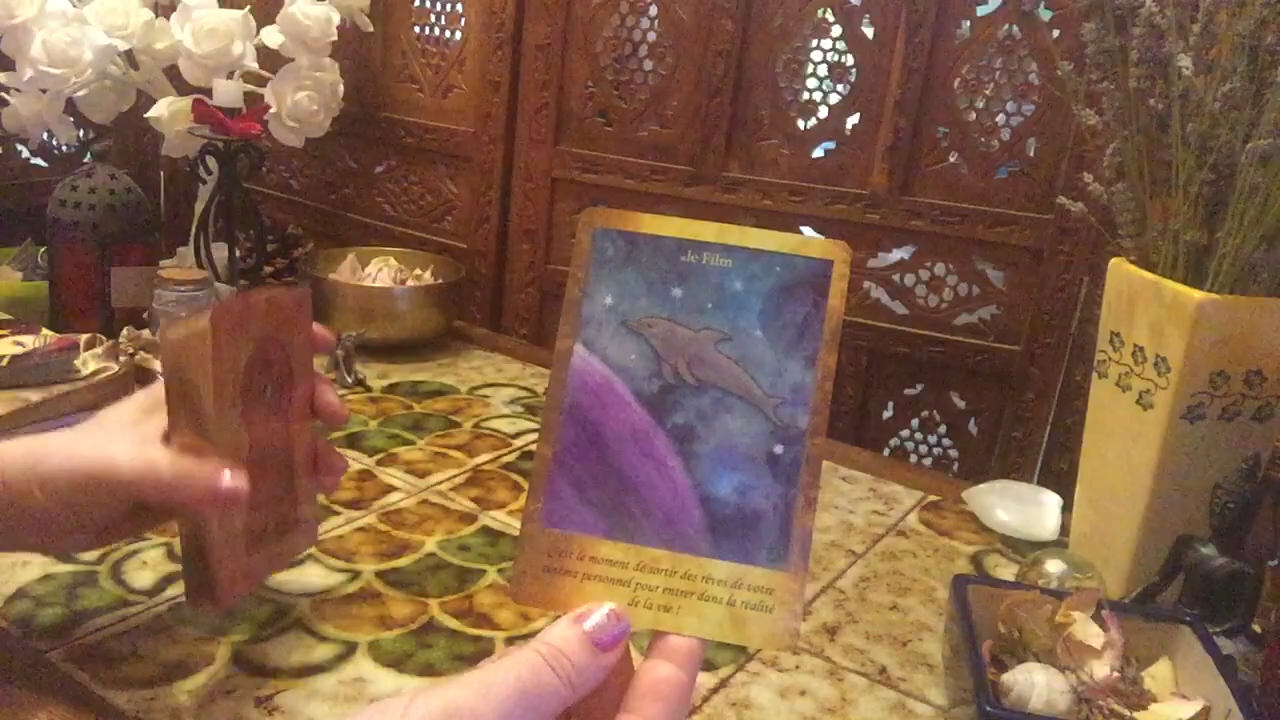 Le Film
C'est le moment de sortir des rêves de votre
cinéma personnel pour entrer dans la réalité
de la vie !